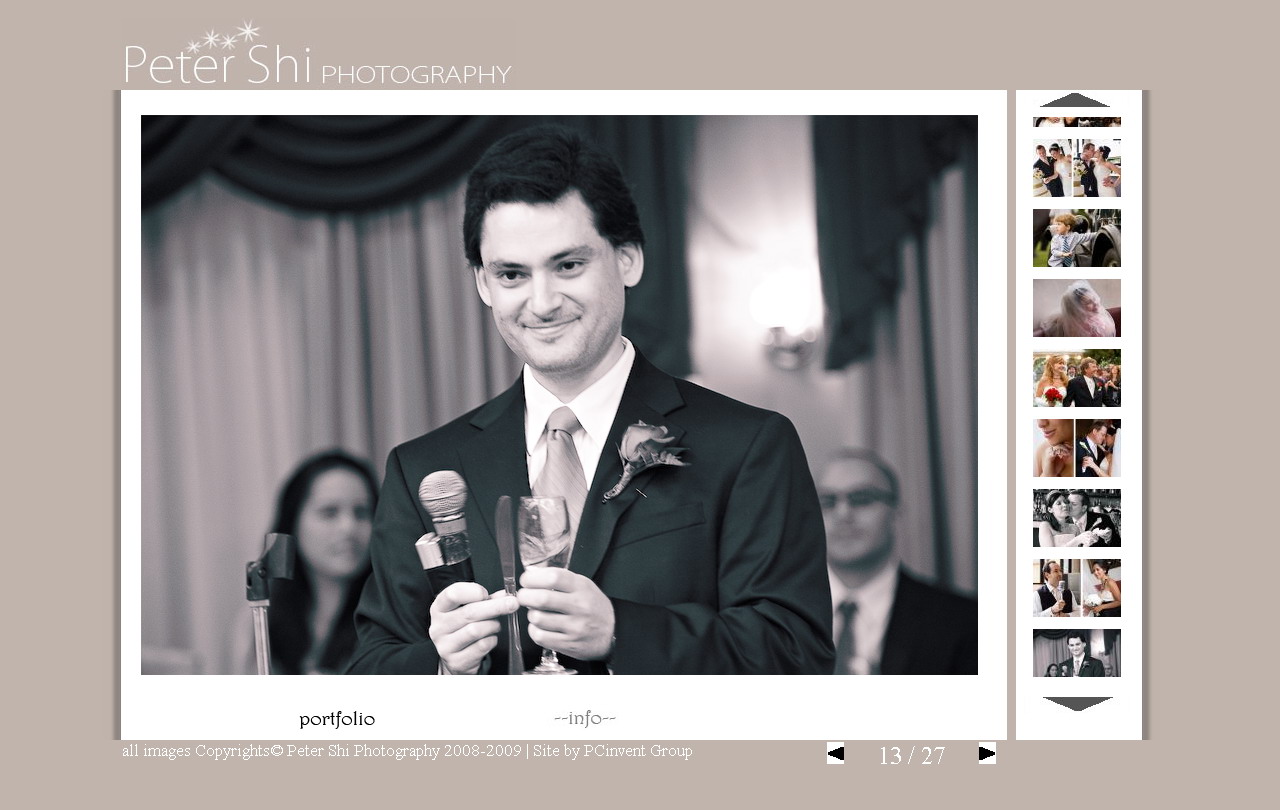 Peter Shi PHOTOGRAPHY
portfolio
--info--
all images Copyrights© Peter Shi Photography 2008-2009 | Site by PCinvent Group
13 / 27